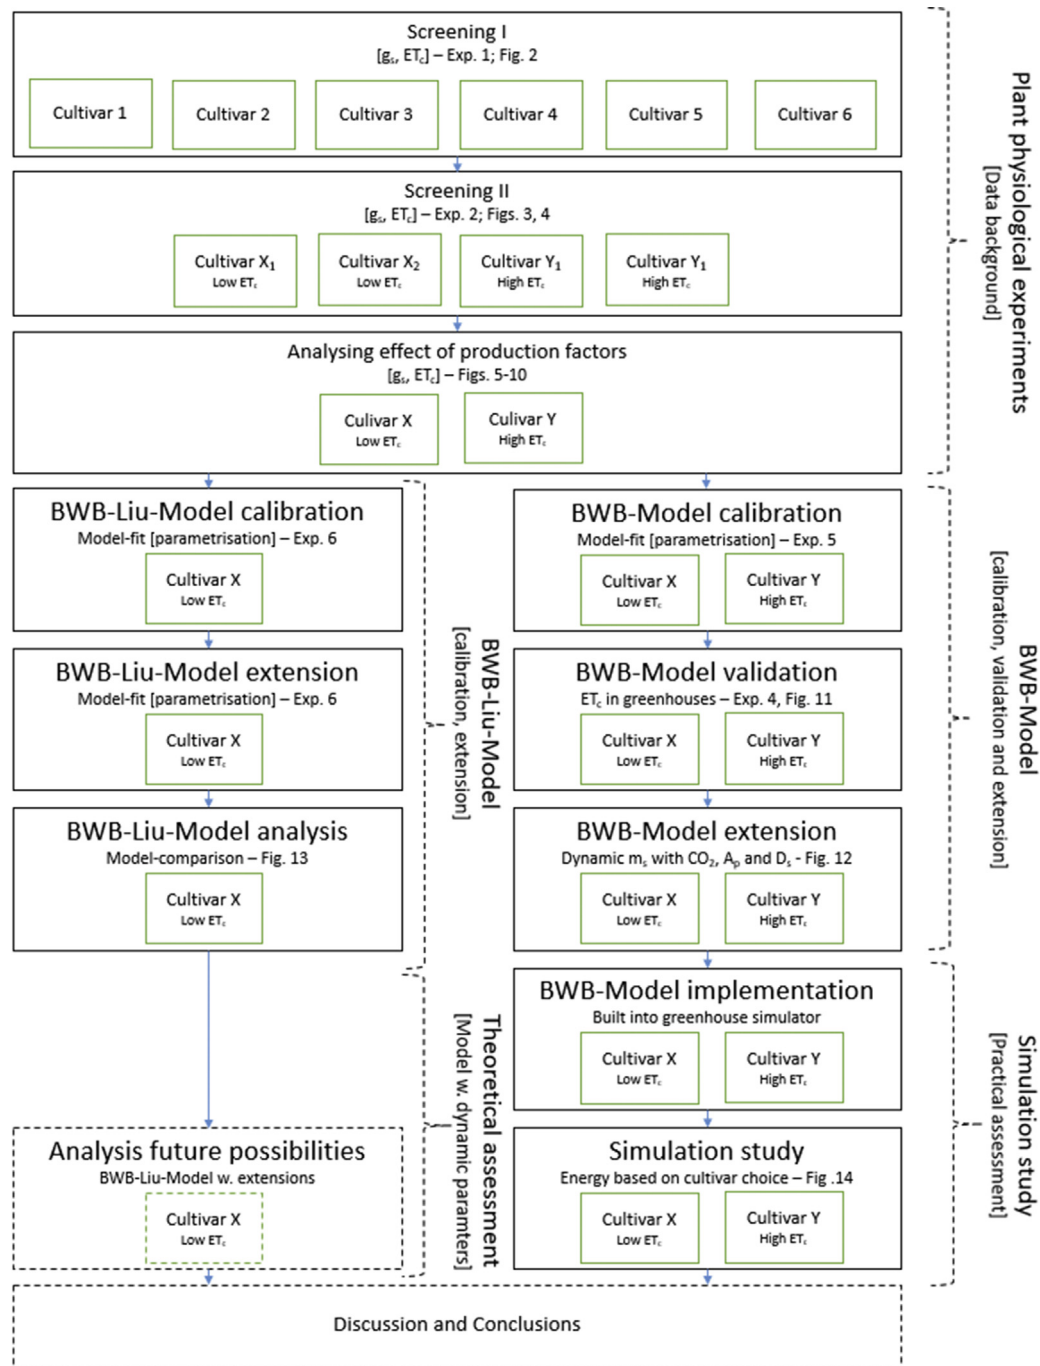 Screening I
[gs, ETc] – Exp. 1; Fig. 2
Cultivar 1
Cultivar 2
Cultivar 3
Cultivar 4
Cultivar 5
Cultivar 6
Screening II
[gs, ETc] – Exp. 2; Figs. 3, 4
Cultivar X1
Low ETc
Cultivar X2
Low ETc
Cultivar Y1
High ETc
Cultivar Y1
High ETc
Analysing effect of production factors
[gs, ETc] – Figs. 5-10
Culivar X
Low ETc
Culivar Y
High ETc
Plant physiological experiments
[Data background]
BWB-Liu-Model calibration
Model-fit [parametrisation] – Exp. 6
Cultivar X
Low ETc
BWB-Liu-Model extension
Model-fit [parametrisation] – Exp. 6
Cultivar X
Low ETc
BWB-Liu-Model analysis
Model-comparison – Fig. 13
Cultivar X
Low ETc
BWB-Liu-Model
[calibration, extension]
BWB-Model calibration
Model-fit [parametrisation] – Exp. 5
Cultivar X
Low ETc
Cultivar Y
High ETc
BWB-Model validation
ETc in greenhouses – Exp. 4, Fig. 11
Cultivar X
Low ETc
Cultivar Y
High ETc
BWB-Model extension
Dynamic ms with CO2, Ap and Ds - Fig. 12
Cultivar X
Low ETc
Cultivar Y
High ETc
BWB-Model
[calibration, validation and extension]
BWB-Model implementation
Built into greenhouse simulator
Cultivar X
Low ETc
Cultivar Y
High ETc
Simulation study
Energy based on cultivar choice – Fig .14
Cultivar X
Low ETc
Cultivar Y
High ETc
Simulation study
[Practical assessment]
Analysis future possibilities
BWB-Liu-Model w. extensions
Cultivar X
Low ETc
Theoretical assessment
[Model w. dynamic paramters]
Discussion and Conclusions